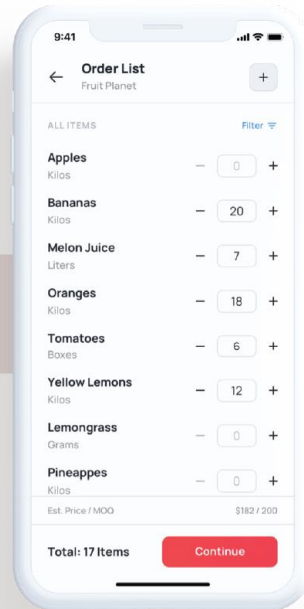 9:41
Order List
Fruit Planet
+
ALL ITEMS Filter
Apples
Kilos
− 0 +
Bananas
Kilos
− 20 +
Melon Juice
Liters
− 7 +
Oranges
Kilos
− 18 +
Tomatoes
Boxes
− 6 +
Yellow Lemons
Kilos
− 12 +
Lemongrass
Grams
− 0 +
Pineappes
Kilos
− 0 +
Est. Price / MOQ $182 / 200
Total: 17 Items Continue